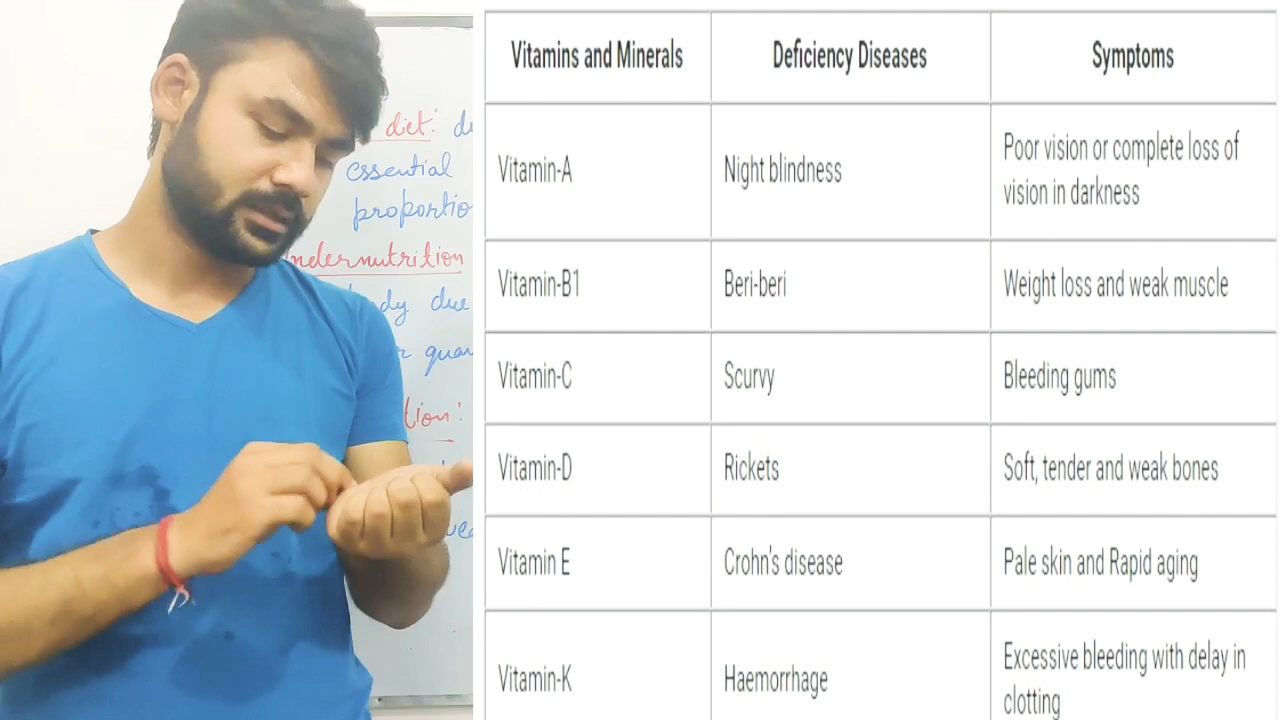 diet:
essential
proportio
ndernutrition
ady due
r quan
tion:
Vitamins and Minerals Deficiency Diseases Symptoms
Vitamin-A Night blindness Poor vision or complete loss of
vision in darkness
Vitamin-B1 Beri-beri Weight loss and weak muscle
Vitamin-C Scurvy Bleeding gums
Vitamin-D Rickets Soft, tender and weak bones
Vitamin E Crohn's disease Pale skin and Rapid aging
Vitamin-K Haemorrhage Excessive bleeding with delay in
clotting